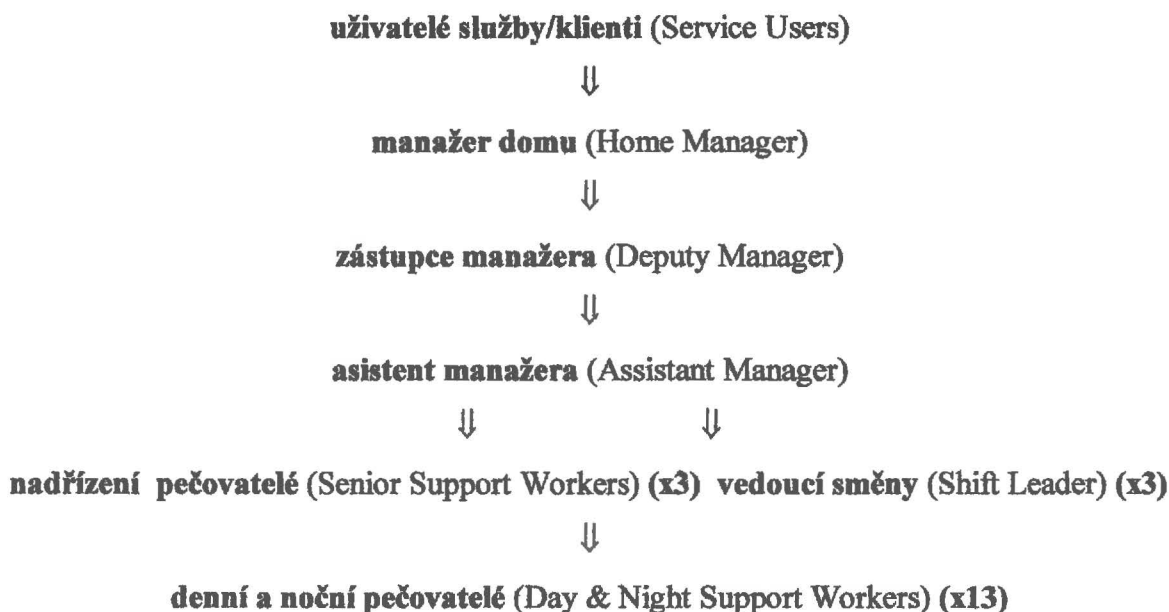 uživatelé služby/klienti (Service Users)
⇓
manažer domu (Home Manager)
⇓
zástupce manažera (Deputy Manager)
⇓
asistent manažera (Assistant Manager)
⇓ ⇓
nadřízení pečovatelé (Senior Support Workers) (x3) vedoucí směny (Shift Leader) (x3)
⇓
denní a noční pečovatelé (Day & Night Support Workers) (x13)